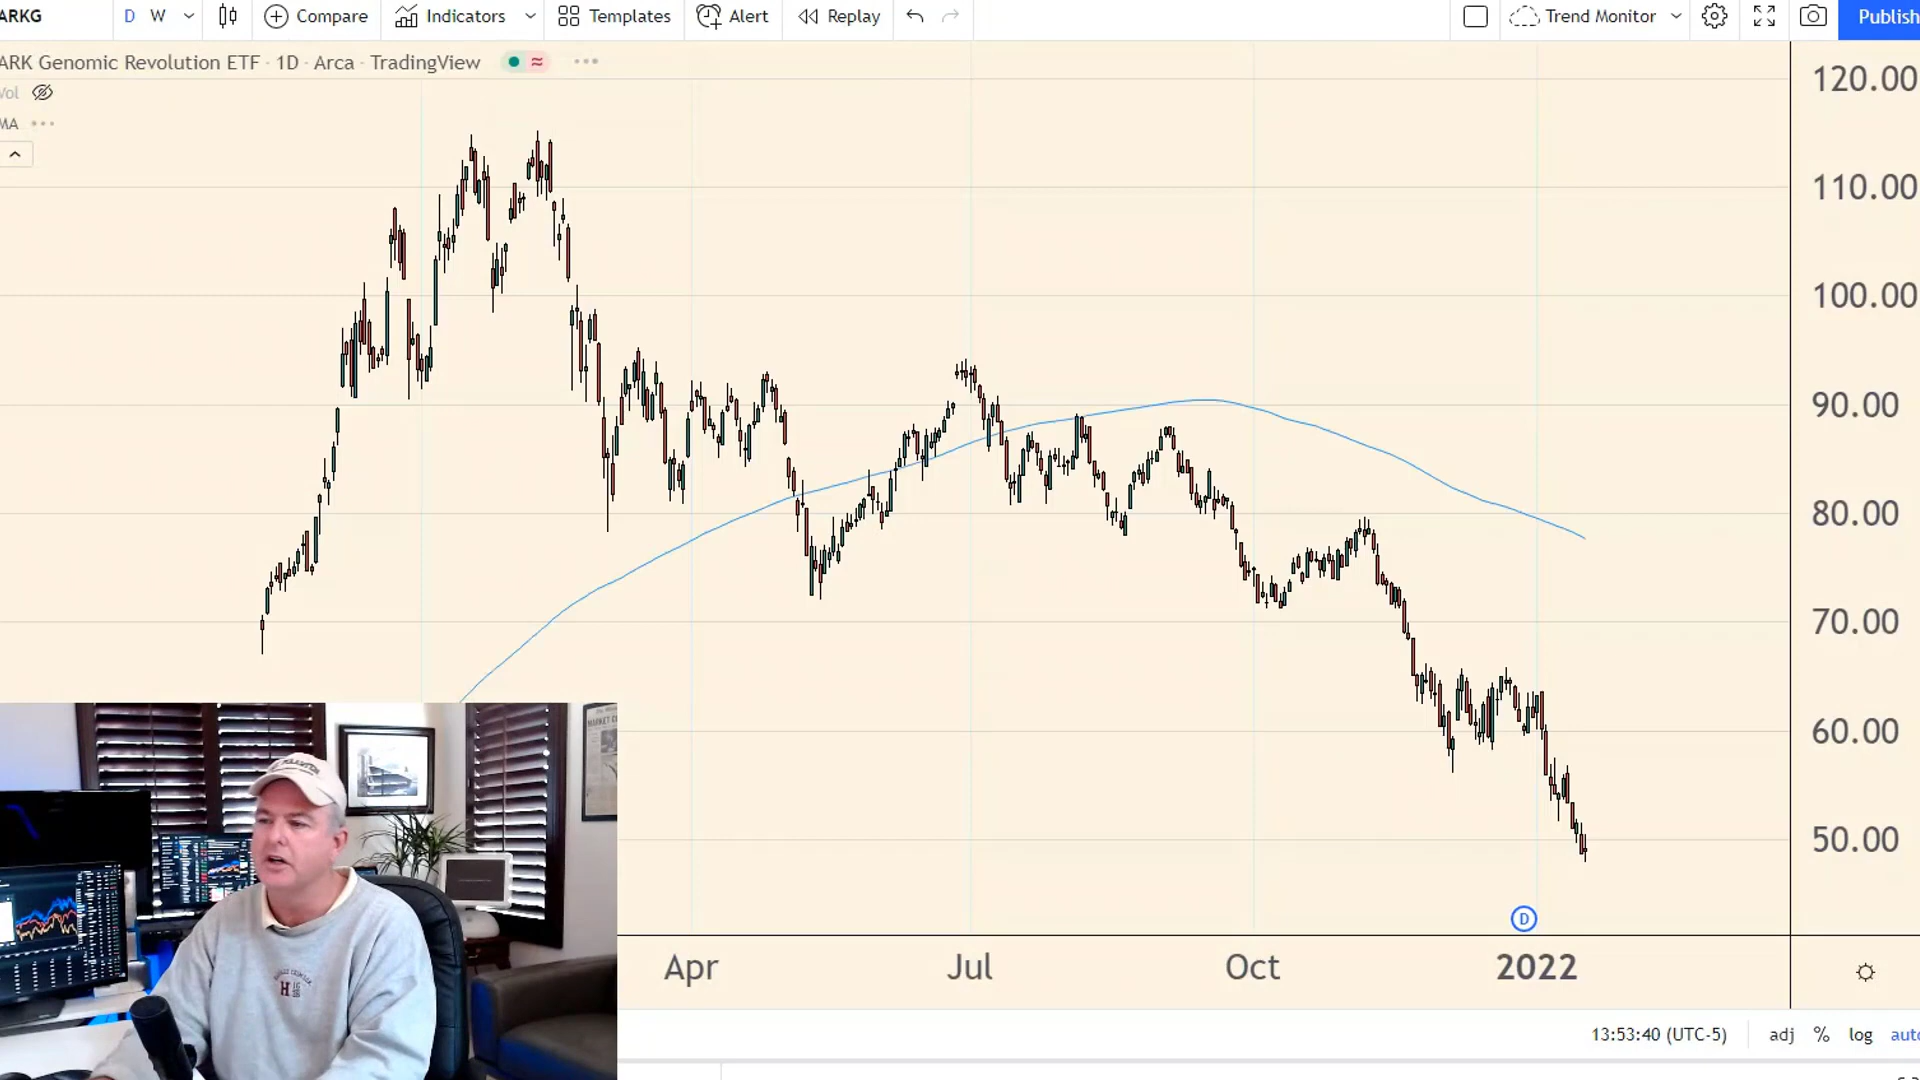 ARKG D W Compare Indicators Templates Alert Replay Trend Monitor Publish
ARK Genomic Revolution ETF · 1D · Arca · TradingView
Vol
MA
120.00
110.00
100.00
90.00
80.00
70.00
60.00
50.00
MARKET
H
D
Apr Jul Oct 2022
13:53:40 (UTC-5) adj % log auto